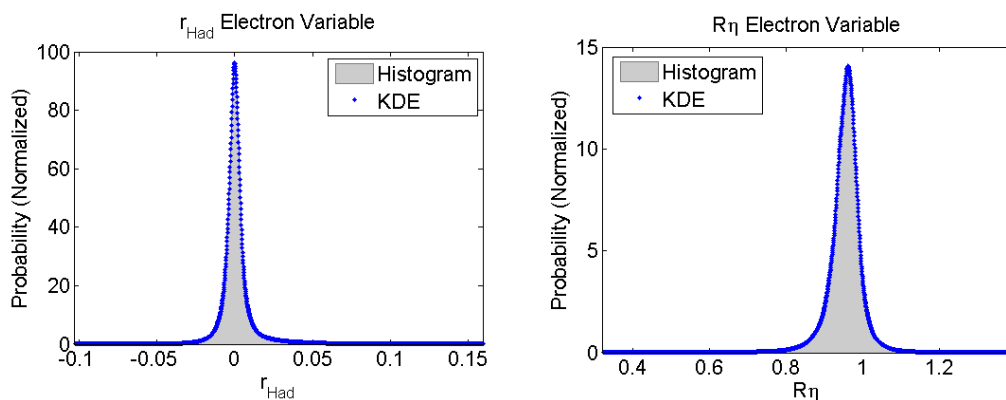 r_Had Electron Variable
Probability (Normalized)
100
80
60
40
20
0
Histogram
KDE
-0.1 -0.05 0 0.05 0.1 0.15
r_Had
Rη Electron Variable
Probability (Normalized)
15
10
5
0
Histogram
KDE
0.4 0.6 0.8 1 1.2
Rη